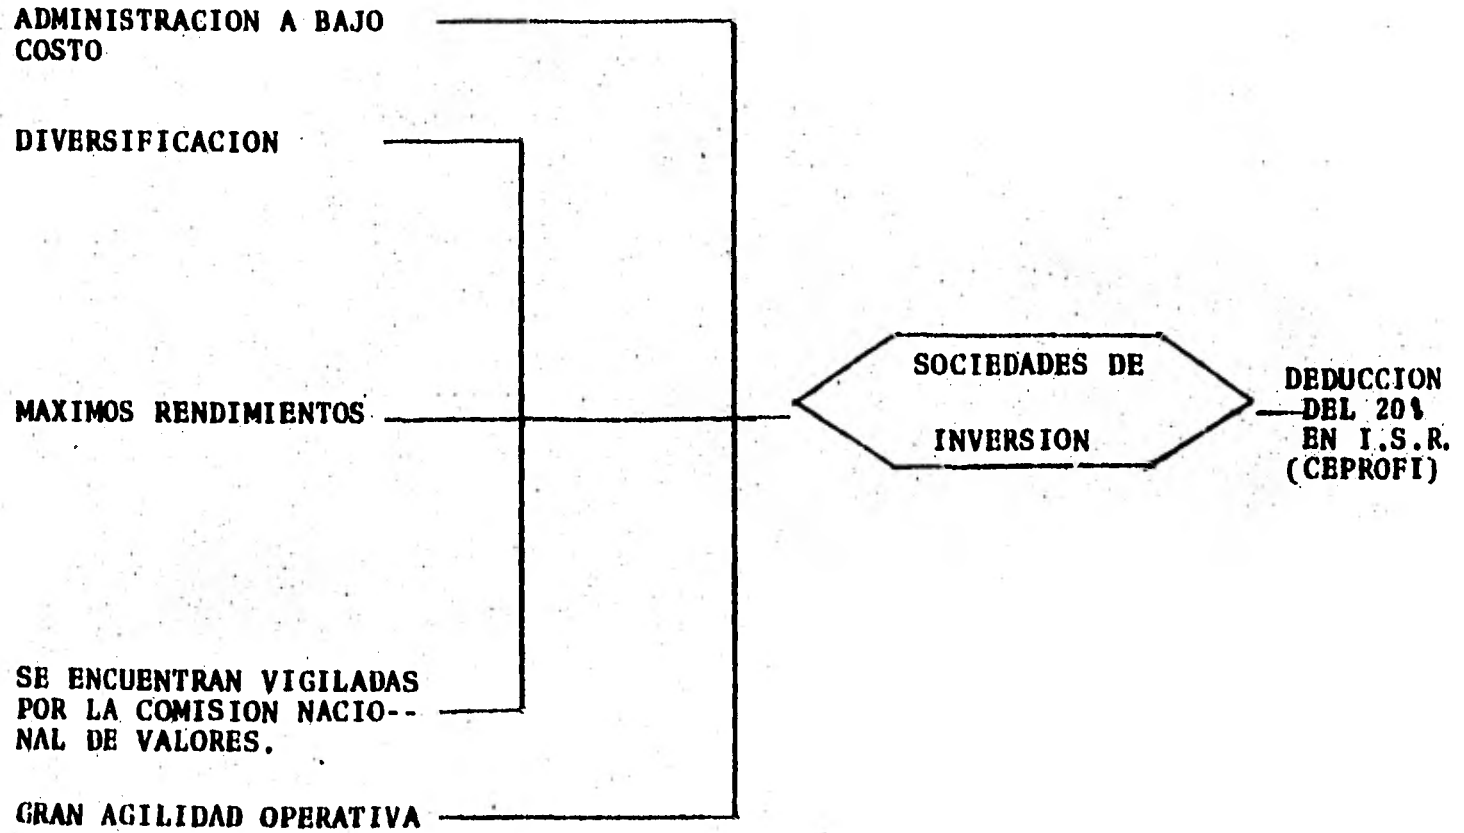 ADMINISTRACION A BAJO
COSTO
DIVERSIFICACION
MAXIMOS RENDIMIENTOS
SE ENCUENTRAN VIGILADAS
POR LA COMISION NACIO--
NAL DE VALORES.
GRAN AGILIDAD OPERATIVA
SOCIEDADES DE
INVERSION
DEDUCCION
DEL 20%
EN I.S.R.
(CEPROFI)